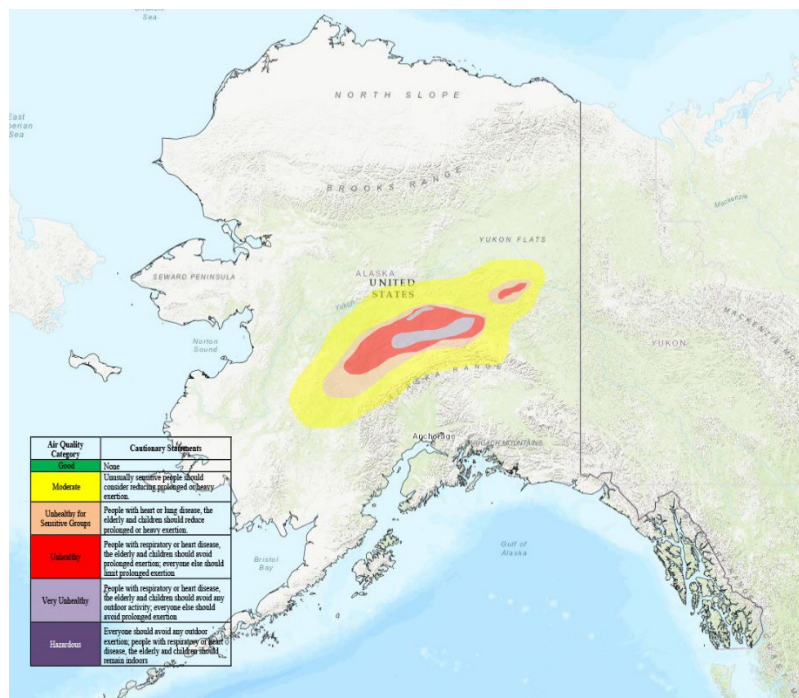 Sea
East
Siberian
Sea
NORTH SLOPE
BROOKS RANGE
Mackenzie
YUKON FLATS
SEWARD PENINSULA
ALASKA
UNITED
STATES
Yukon
Norton
Sound
YUKON
MACKENZIE MOU
ALASKA RANGE
Anchorage
CHUGACH MOUNTAINS
Gulf of
Alaska
Bristol
Bay
Air Quality
Category
Cautionary Statements
Good
None
Moderate
Unusually sensitive people should
consider reducing prolonged or heavy
exertion.
Unhealthy for
Sensitive Groups
People with heart or lung disease, the
elderly and children should reduce
prolonged or heavy exertion.
Unhealthy
People with respiratory or heart disease,
the elderly and children should avoid
prolonged exertion; everyone else should
limit prolonged exertion
Very Unhealthy
People with respiratory or heart disease,
the elderly and children should avoid any
outdoor activity; everyone else should
avoid prolonged exertion
Hazardous
Everyone should avoid any outdoor
exertion; people with respiratory or heart
disease, the elderly and children should
remain indoors